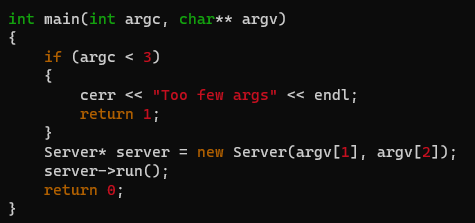 int main(int argc, char** argv)
{
    if (argc < 3)
    {
        cerr << "Too few args" << endl;
        return 1;
    }
    Server* server = new Server(argv[1], argv[2]);
    server->run();
    return 0;
}